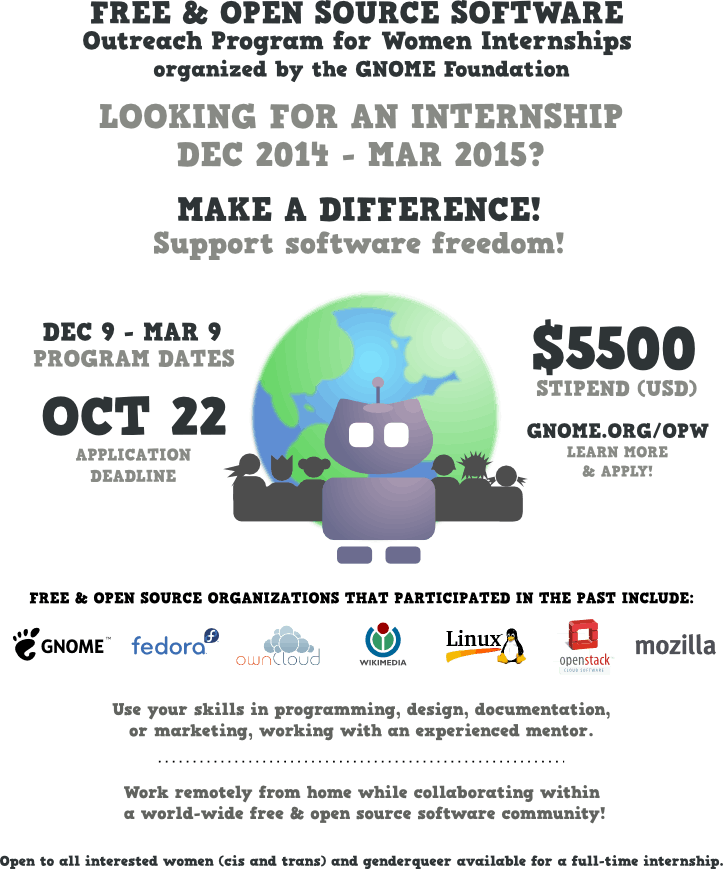 FREE & OPEN SOURCE SOFTWARE
Outreach Program for Women Internships
organized by the GNOME Foundation
LOOKING FOR AN INTERNSHIP
DEC 2014 - MAR 2015?
MAKE A DIFFERENCE!
Support software freedom!
DEC 9 - MAR 9
PROGRAM DATES
OCT 22
APPLICATION
DEADLINE
$5500
STIPEND (USD)
GNOME.ORG/OPW
LEARN MORE
& APPLY!
FREE & OPEN SOURCE ORGANIZATIONS THAT PARTICIPATED IN THE PAST INCLUDE:
GNOME™
fedora
ownCloud
WIKIMEDIA
Linux
openstack
CLOUD SOFTWARE
mozilla
Use your skills in programming, design, documentation,
or marketing, working with an experienced mentor.
Work remotely from home while collaborating within
a world-wide free & open source software community!
Open to all interested women (cis and trans) and genderqueer available for a full-time internship.